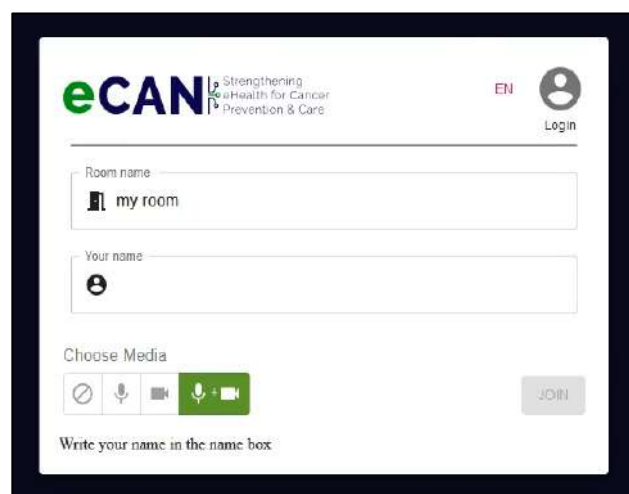 eCAN
Strengthening
eHealth for Cancer
Prevention & Care
EN
Login
Room name
my room
Your name
Choose Media
+
JOIN
Write your name in the name box